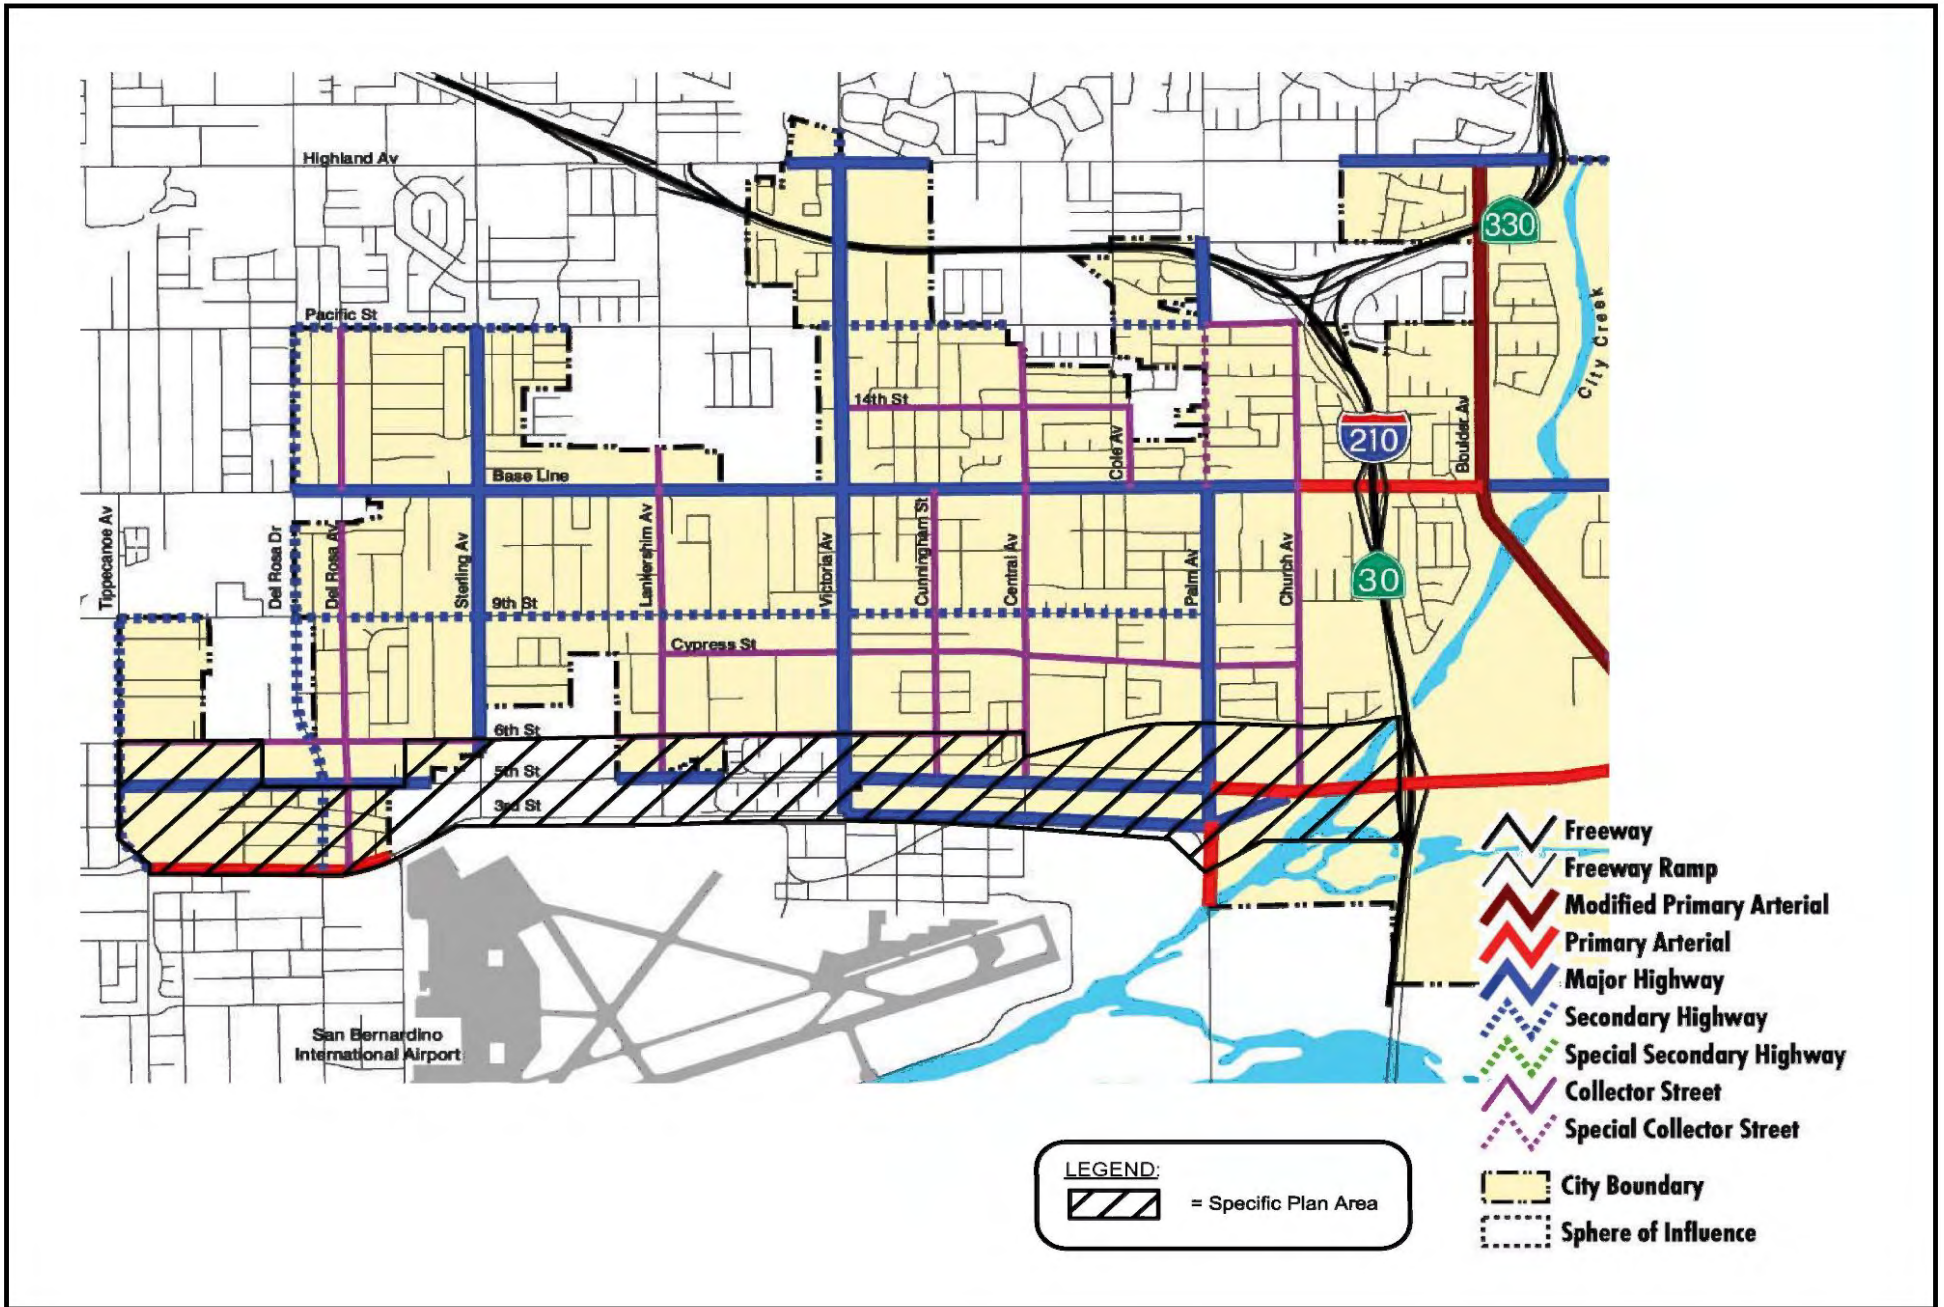 Highland Av
330
Pacific St
City Creek
14th St
210
Boulder Av
Cole Av
Base Line
Tippecanoe Av
Del Rosa Dr
Del Rosa Av
Sterling Av
Lankershim Av
Victoria Av
Cunningham St
Central Av
Palm Av
Church Av
30
9th St
Cypress St
6th St
5th St
3rd St
San Bernardino
International Airport
Freeway
Freeway Ramp
Modified Primary Arterial
Primary Arterial
Major Highway
Secondary Highway
Special Secondary Highway
Collector Street
Special Collector Street
City Boundary
Sphere of Influence
LEGEND:
= Specific Plan Area